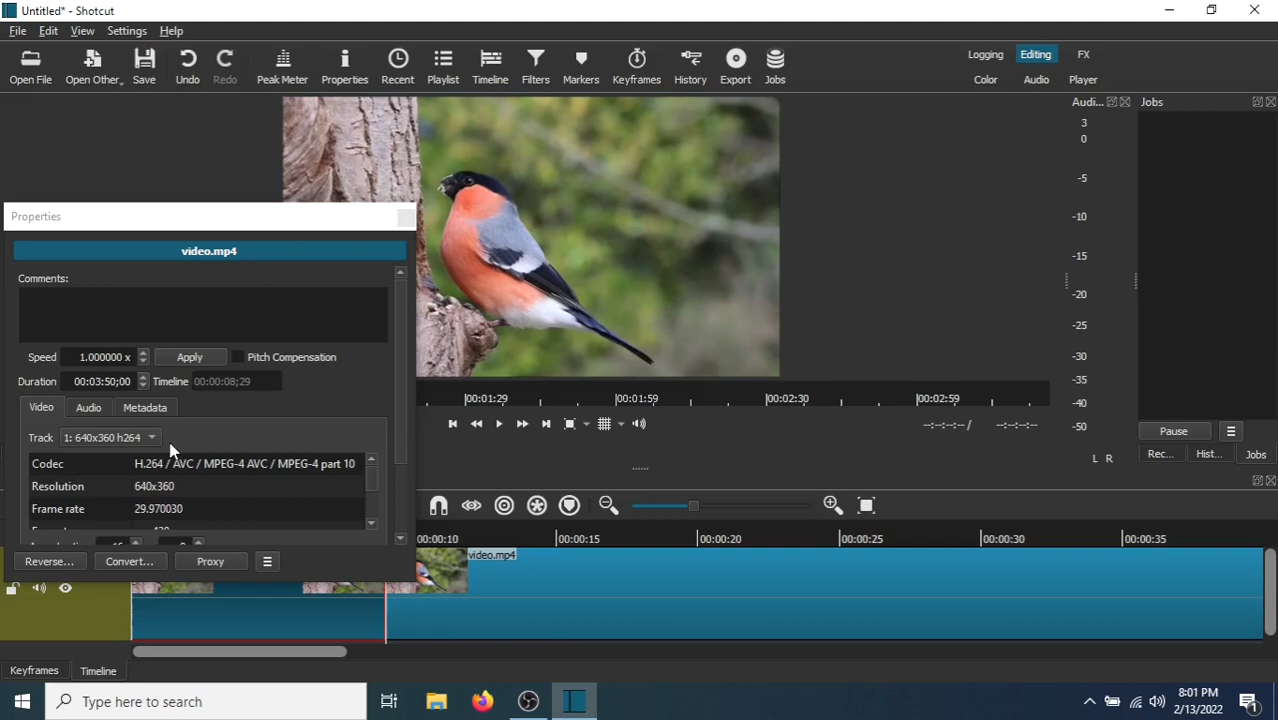 Untitled* - Shotcut
File Edit View Settings Help
Open File Open Other.. Save Undo Redo Peak Meter Properties Recent Playlist Timeline Filters Markers Keyframes History Export Jobs
Logging Editing FX
Color Audio Player
Audi... Jobs
3
0
-5
-10
-20
-25
-30
-35
-40
-50
L R
Properties
video.mp4
Comments:
Speed 1.000000 x Apply Pitch Compensation
Duration 00:03:50;00 Timeline 00:00:08;29
Video Audio Metadata
Track 1: 640x360 h264
Codec H.264 / AVC / MPEG-4 AVC / MPEG-4 part 10
Resolution 640x360
Frame rate 29.970030
Reverse... Convert... Proxy
00:01:29 00:01:59 00:02:30 00:02:59
--:--:-- / --:--:--
Pause
Rec... Hist... Jobs
00:00:10 00:00:15 00:00:20 00:00:25 00:00:30 00:00:35
video.mp4
Keyframes Timeline
Type here to search
8:01 PM
2/13/2022
1